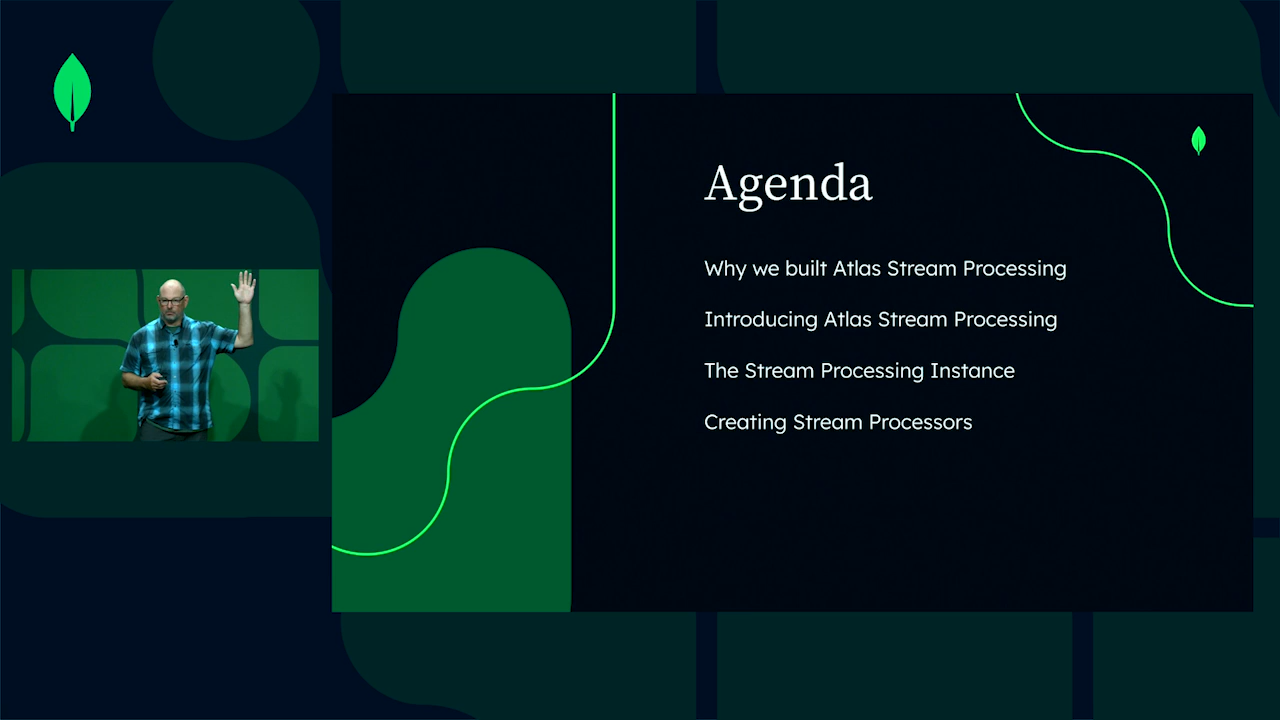 Agenda
Why we built Atlas Stream Processing
Introducing Atlas Stream Processing
The Stream Processing Instance
Creating Stream Processors